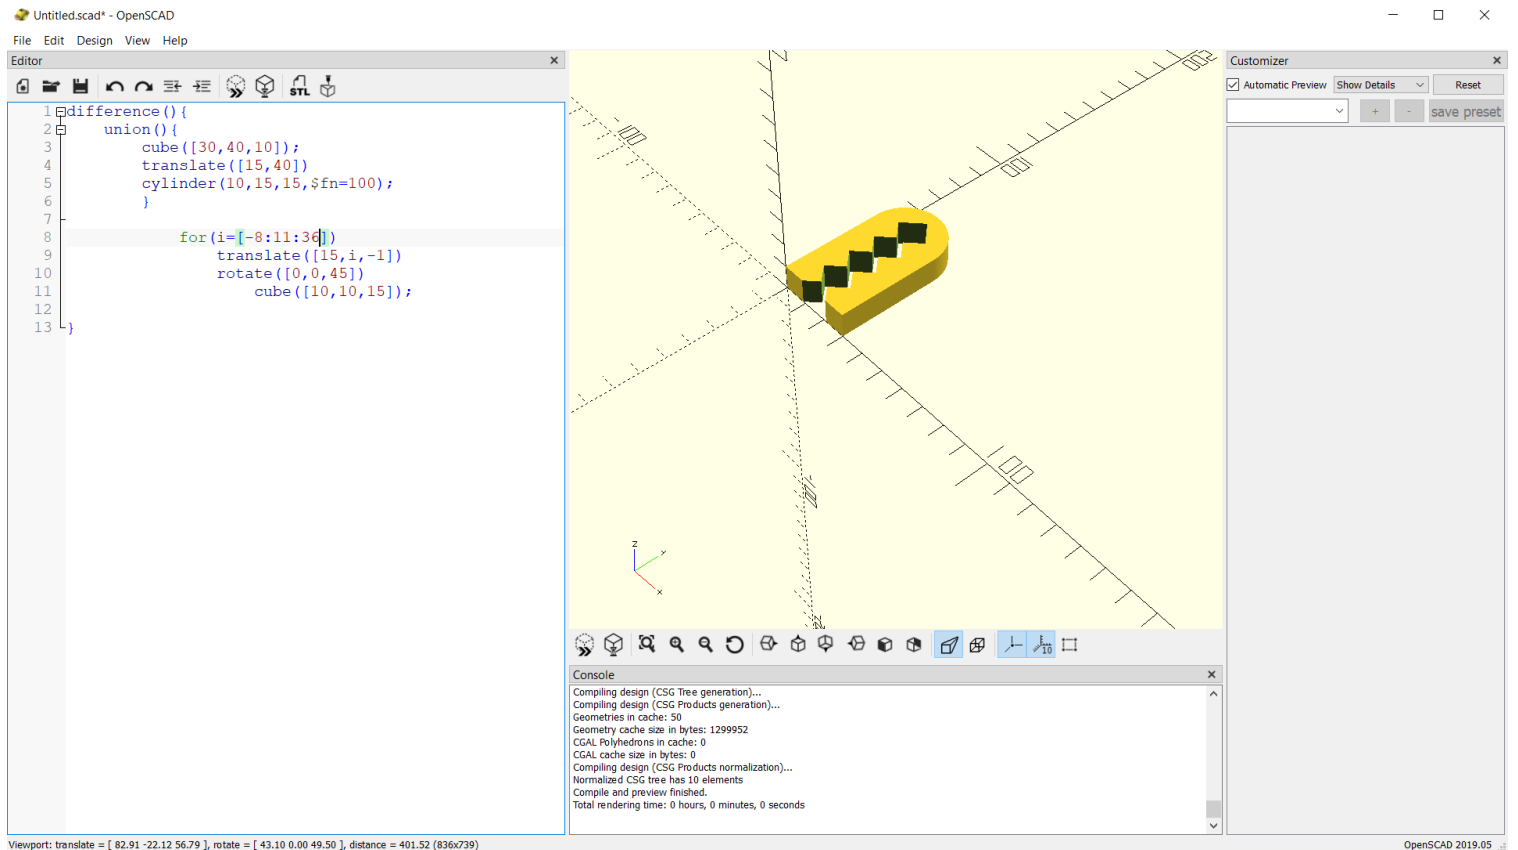 Untitled.scad* - OpenSCAD
File Edit Design View Help
Editor
STL
1 difference(){
2 union(){
3 cube([30,40,10]);
4 translate([15,40])
5 cylinder(10,15,15,$fn=100);
6 }
7
8 for(i=[-8:11:36])
9 translate([15,i,-1])
10 rotate([0,0,45])
11 cube([10,10,15]);
12
13 }
100
z
y
x
10
Console
Compiling design (CSG Tree generation)...
Compiling design (CSG Products generation)...
Geometries in cache: 50
Geometry cache size in bytes: 1299952
CGAL Polyhedrons in cache: 0
CGAL cache size in bytes: 0
Compiling design (CSG Products normalization)...
Normalized CSG tree has 10 elements
Compile and preview finished.
Total rendering time: 0 hours, 0 minutes, 0 seconds
Customizer
Automatic Preview Show Details Reset
+ - save preset
Viewport: translate = [ 82.91 -22.12 56.79 ], rotate = [ 43.10 0.00 49.50 ], distance = 401.52 (836x739)
OpenSCAD 2019.05